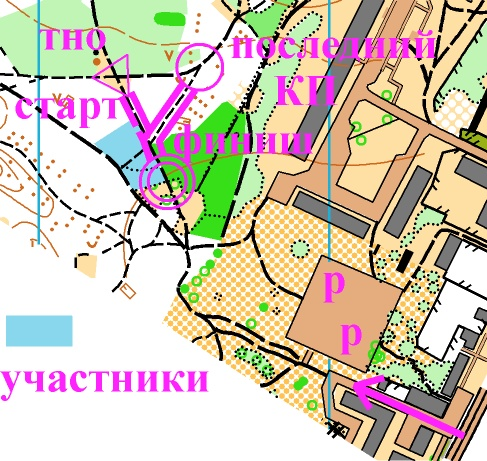 тно
последний
КП
старт
финиш
р
р
участники